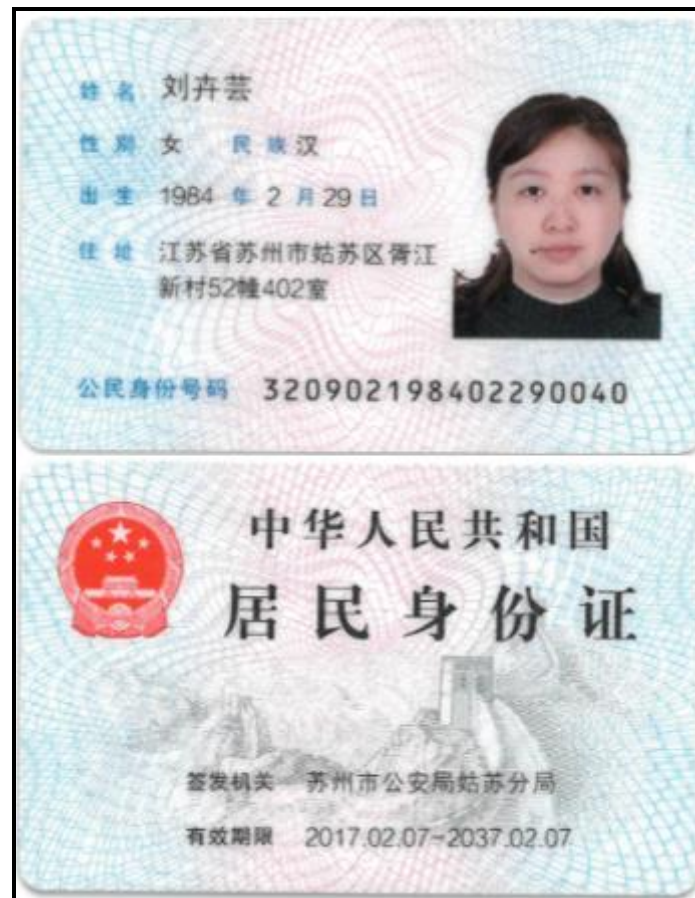 姓名 刘卉芸
性别 女 民族 汉
出生 1984 年 2 月 29 日
住址 江苏省苏州市姑苏区胥江
新村52幢402室
公民身份号码 320902198402290040
中华人民共和国
居民身份证
签发机关 苏州市公安局姑苏分局
有效期限 2017.02.07-2037.02.07